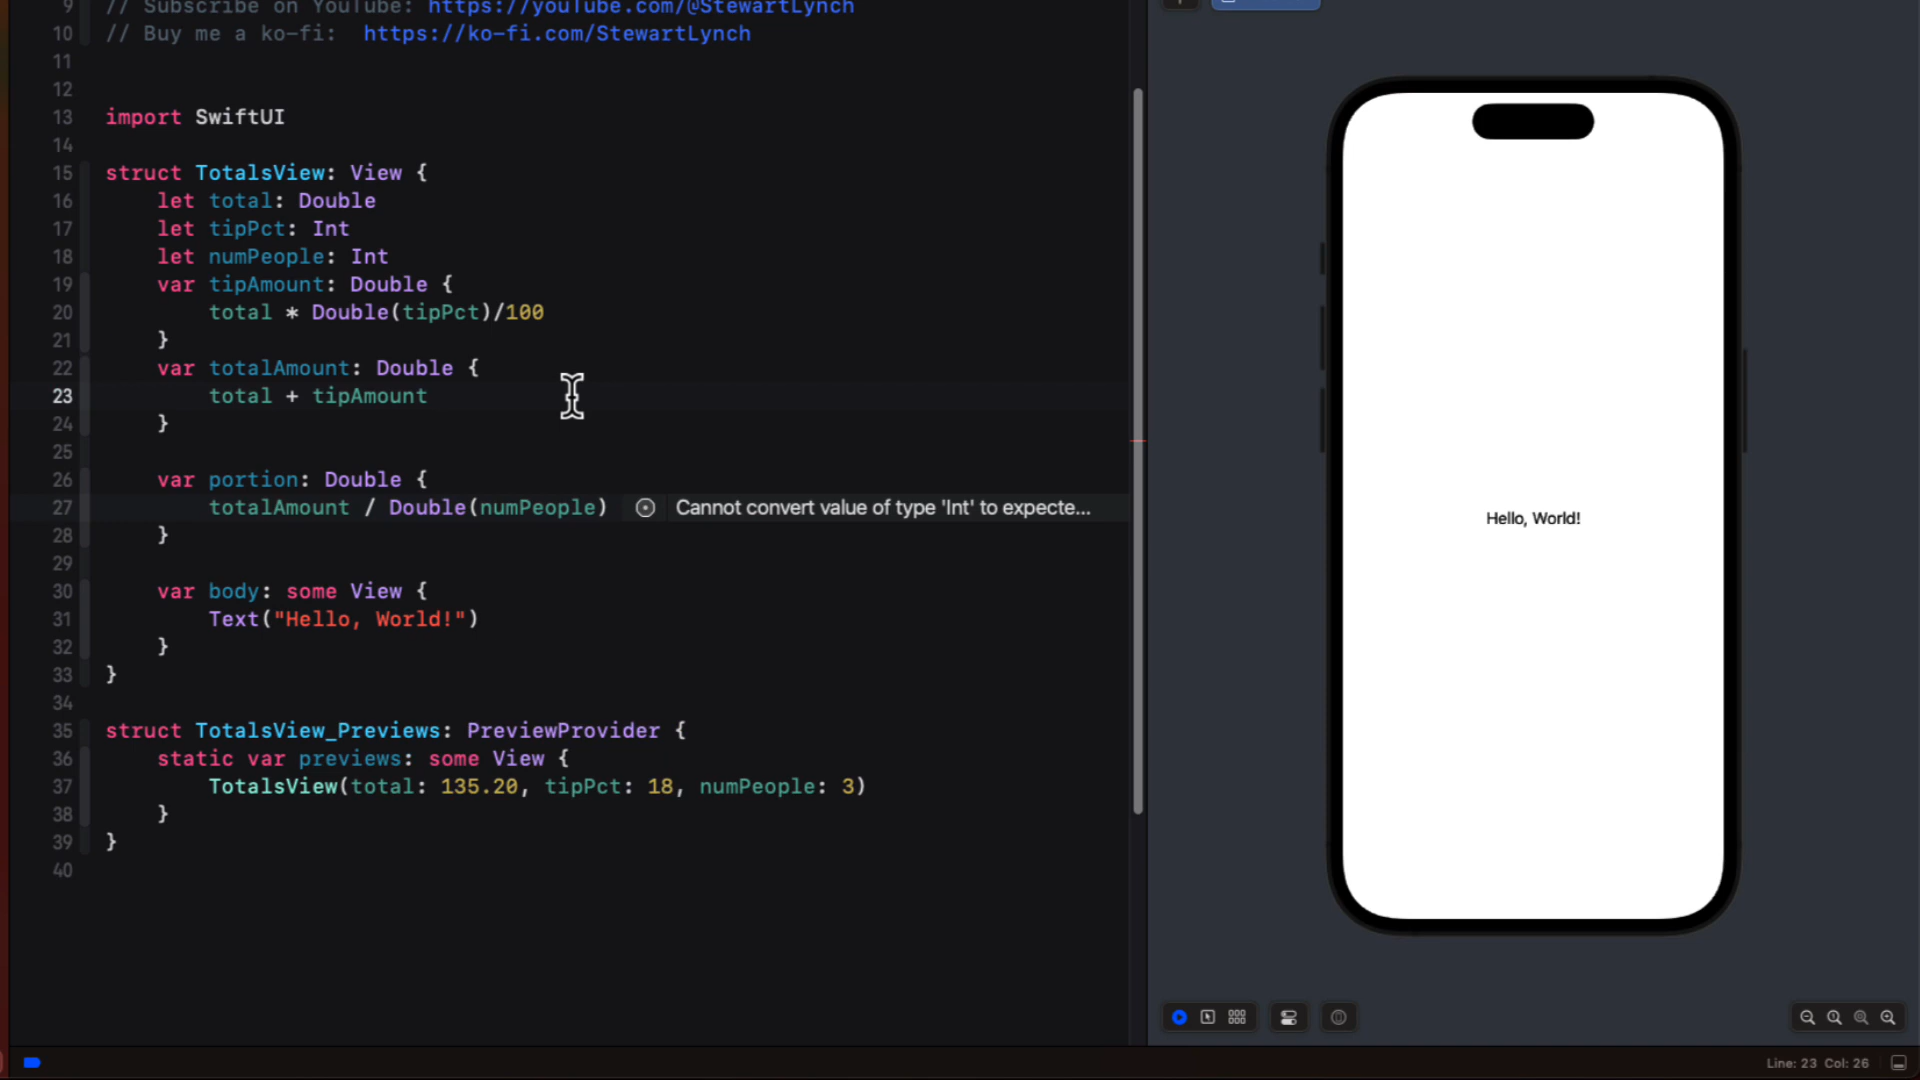 9 // Subscribe on YouTube: https://youTube.com/@StewartLynch
10 // Buy me a ko-fi: https://ko-fi.com/StewartLynch
11
12
13 import SwiftUI
14
15 struct TotalsView: View {
16 let total: Double
17 let tipPct: Int
18 let numPeople: Int
19 var tipAmount: Double {
20 total * Double(tipPct)/100
21 }
22 var totalAmount: Double {
23 total + tipAmount
24 }
25
26 var portion: Double {
27 totalAmount / Double(numPeople) Cannot convert value of type 'Int' to expecte...
28 }
29
30 var body: some View {
31 Text("Hello, World!")
32 }
33 }
34
35 struct TotalsView_Previews: PreviewProvider {
36 static var previews: some View {
37 TotalsView(total: 135.20, tipPct: 18, numPeople: 3)
38 }
39 }
40
Hello, World!
Line: 23 Col: 26